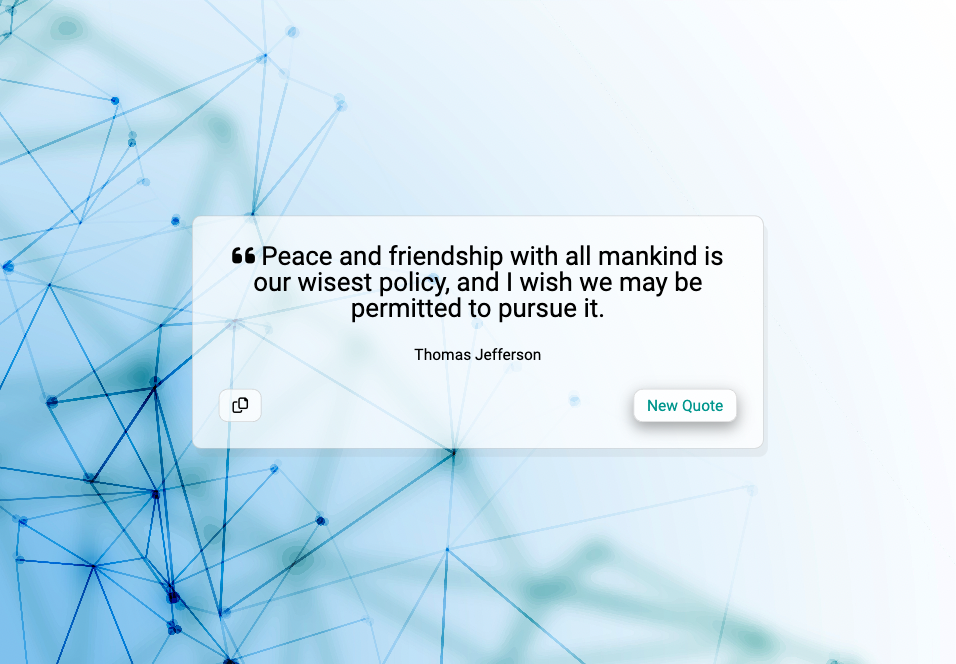 ❝ Peace and friendship with all mankind is
our wisest policy, and I wish we may be
permitted to pursue it.
Thomas Jefferson
New Quote